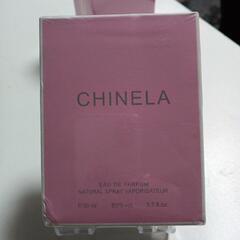 CHINELA
EAU DE PARFUM
NATURAL SPRAY VAPORISATEUR